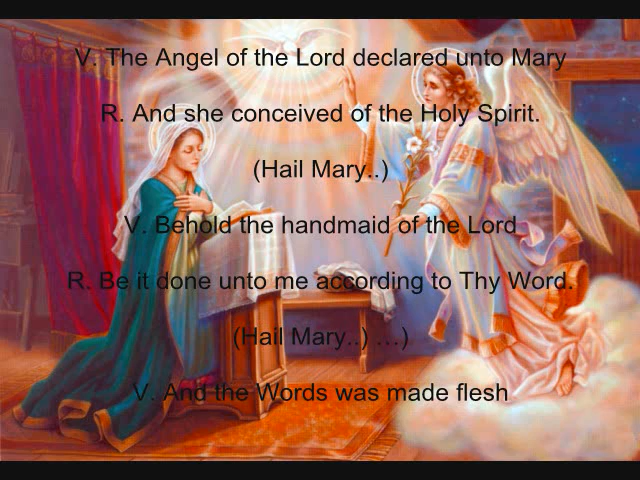 V. The Angel of the Lord declared unto Mary
R. And she conceived of the Holy Spirit.
(Hail Mary..)
V. Behold the handmaid of the Lord
R. Be it done unto me according to Thy Word.
(Hail Mary..) …)
V. And the Words was made flesh